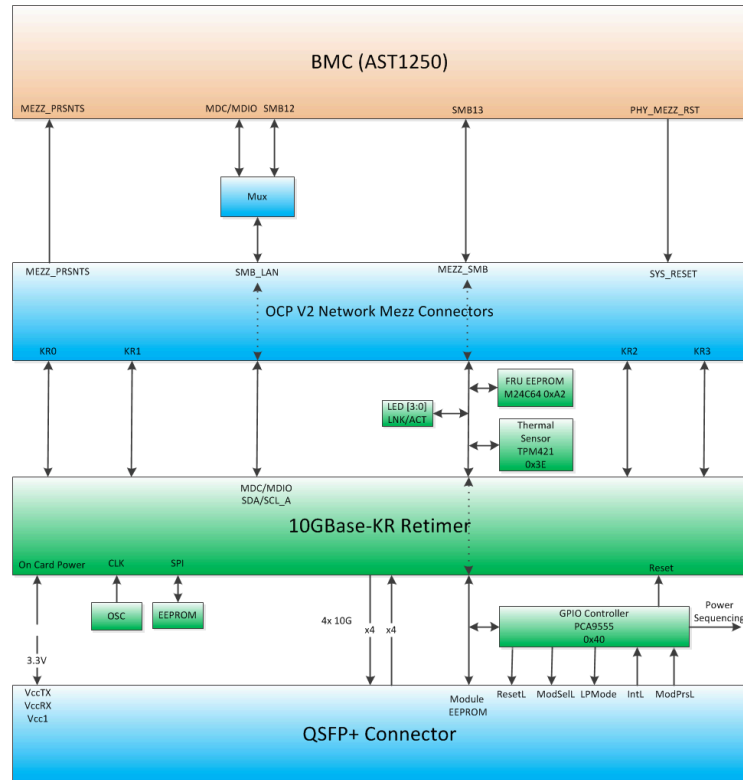 BMC (AST1250)
MEZZ_PRSNTS
MDC/MDIO
SMB12
SMB13
PHY_MEZZ_RST
Mux
MEZZ_PRSNTS
SMB_LAN
MEZZ_SMB
SYS_RESET
OCP V2 Network Mezz Connectors
KR0
KR1
KR2
KR3
FRU EEPROM
M24C64 0xA2
LED [3:0]
LNK/ACT
Thermal
Sensor
TPM421
0x3E
MDC/MDIO
SDA/SCL_A
10GBase-KR Retimer
On Card Power
CLK
SPI
Reset
OSC
EEPROM
4x 10G
x4
x4
GPIO Controller
PCA9555
0x40
Power
Sequencing
3.3V
VccTX
VccRX
Vcc1
Module
EEPROM
ResetL
ModSelL
LPMode
IntL
ModPrsL
QSFP+ Connector